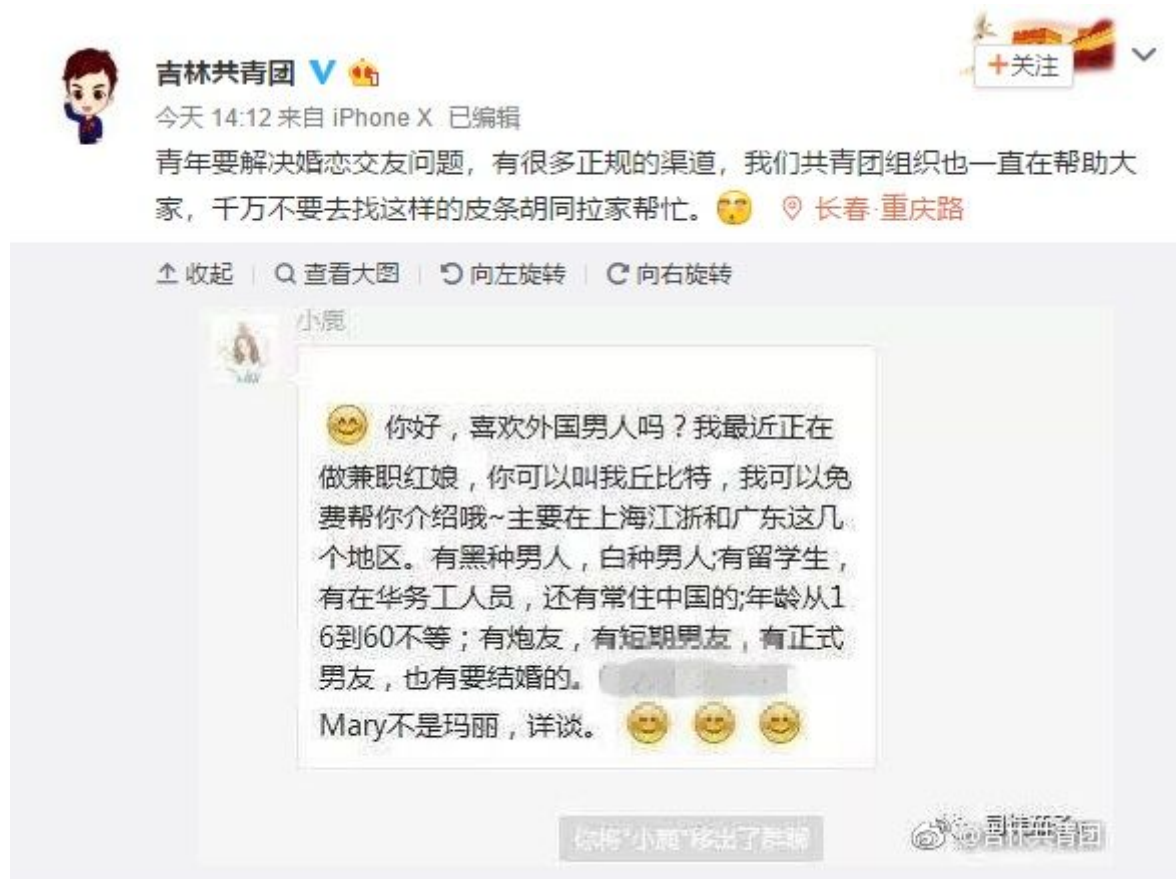 吉林共青团
+关注
今天 14:12 来自 iPhone X 已编辑
青年要解决婚恋交友问题，有很多正规的渠道，我们共青团组织也一直在帮助大
家，千万不要去找这样的皮条胡同拉家帮忙。 长春·重庆路
收起 查看大图 向左旋转 向右旋转
小鹿
你好，喜欢外国男人吗？我最近正在
做兼职红娘，你可以叫我丘比特，我可以免
费帮你介绍哦~主要在上海江浙和广东这几
个地区。有黑种男人，白种男人;有留学生，
有在华务工人员，还有常住中国的;年龄从1
6到60不等；有炮友，有短期男友，有正式
男友，也有要结婚的。
Mary不是玛丽，详谈。
你将“小鹿”移出了群聊
@吉林共青团